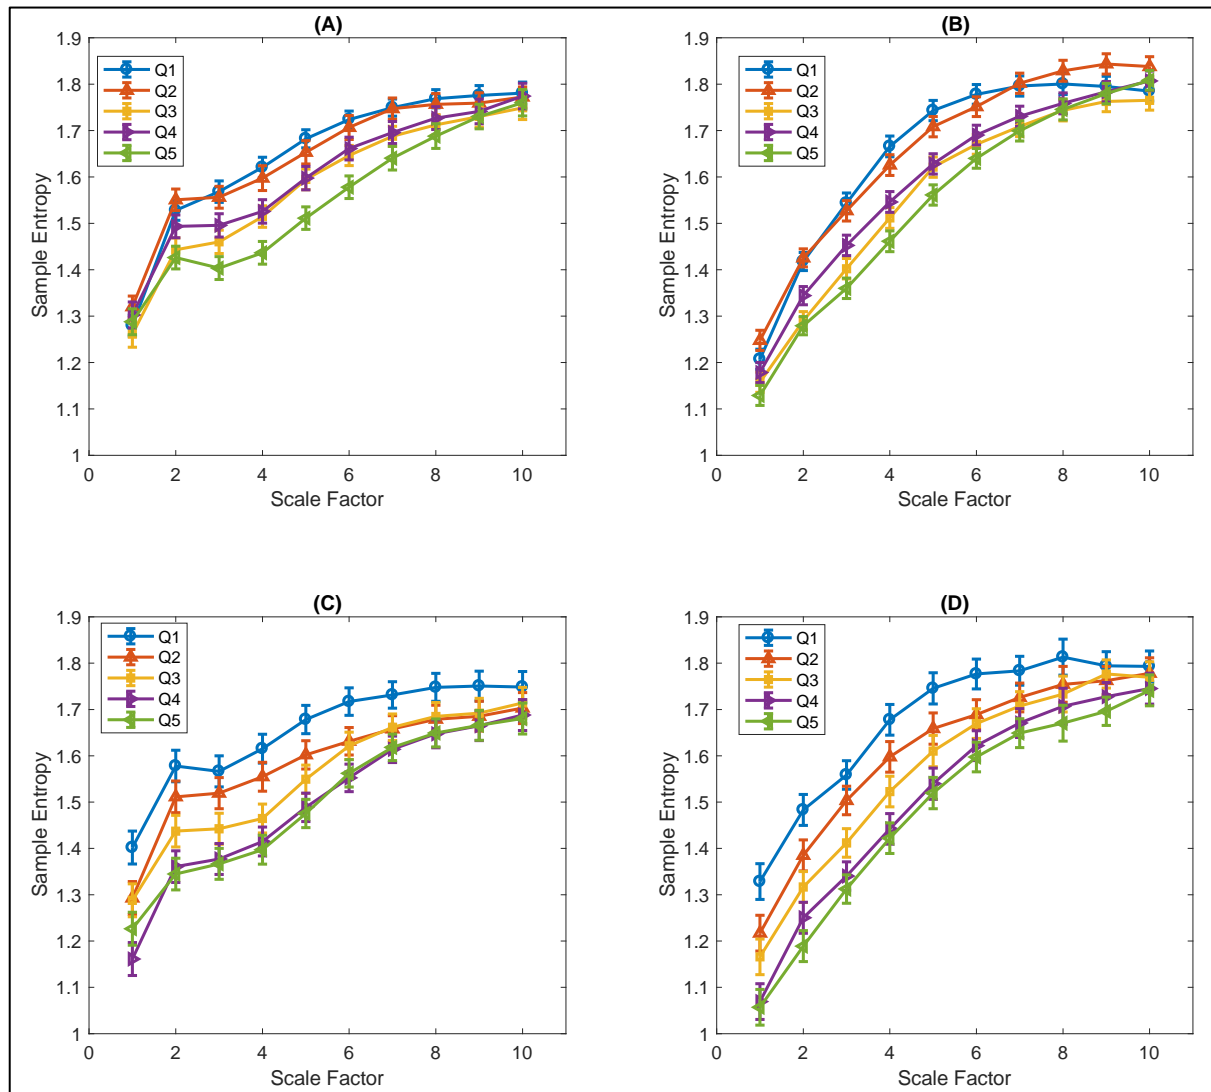 (A)
1.9
1.8
1.7
1.6
1.5
1.4
1.3
1.2
1.1
1
Sample Entropy
Q1
Q2
Q3
Q4
Q5
0 2 4 6 8 10
Scale Factor
(B)
1.9
1.8
1.7
1.6
1.5
1.4
1.3
1.2
1.1
1
Sample Entropy
Q1
Q2
Q3
Q4
Q5
0 2 4 6 8 10
Scale Factor
(C)
1.9
1.8
1.7
1.6
1.5
1.4
1.3
1.2
1.1
1
Sample Entropy
Q1
Q2
Q3
Q4
Q5
0 2 4 6 8 10
Scale Factor
(D)
1.9
1.8
1.7
1.6
1.5
1.4
1.3
1.2
1.1
1
Sample Entropy
Q1
Q2
Q3
Q4
Q5
0 2 4 6 8 10
Scale Factor